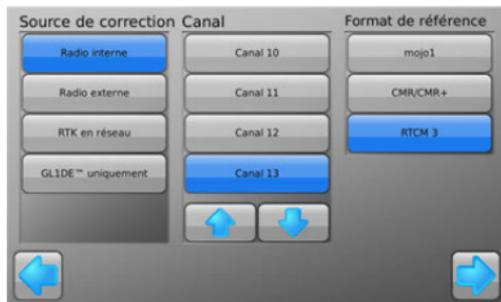 Source de correction
Radio interne
Radio externe
RTK en réseau
GL1DE™ uniquement
Canal
Canal 10
Canal 11
Canal 12
Canal 13
Format de référence
mojo1
CMR/CMR+
RTCM 3